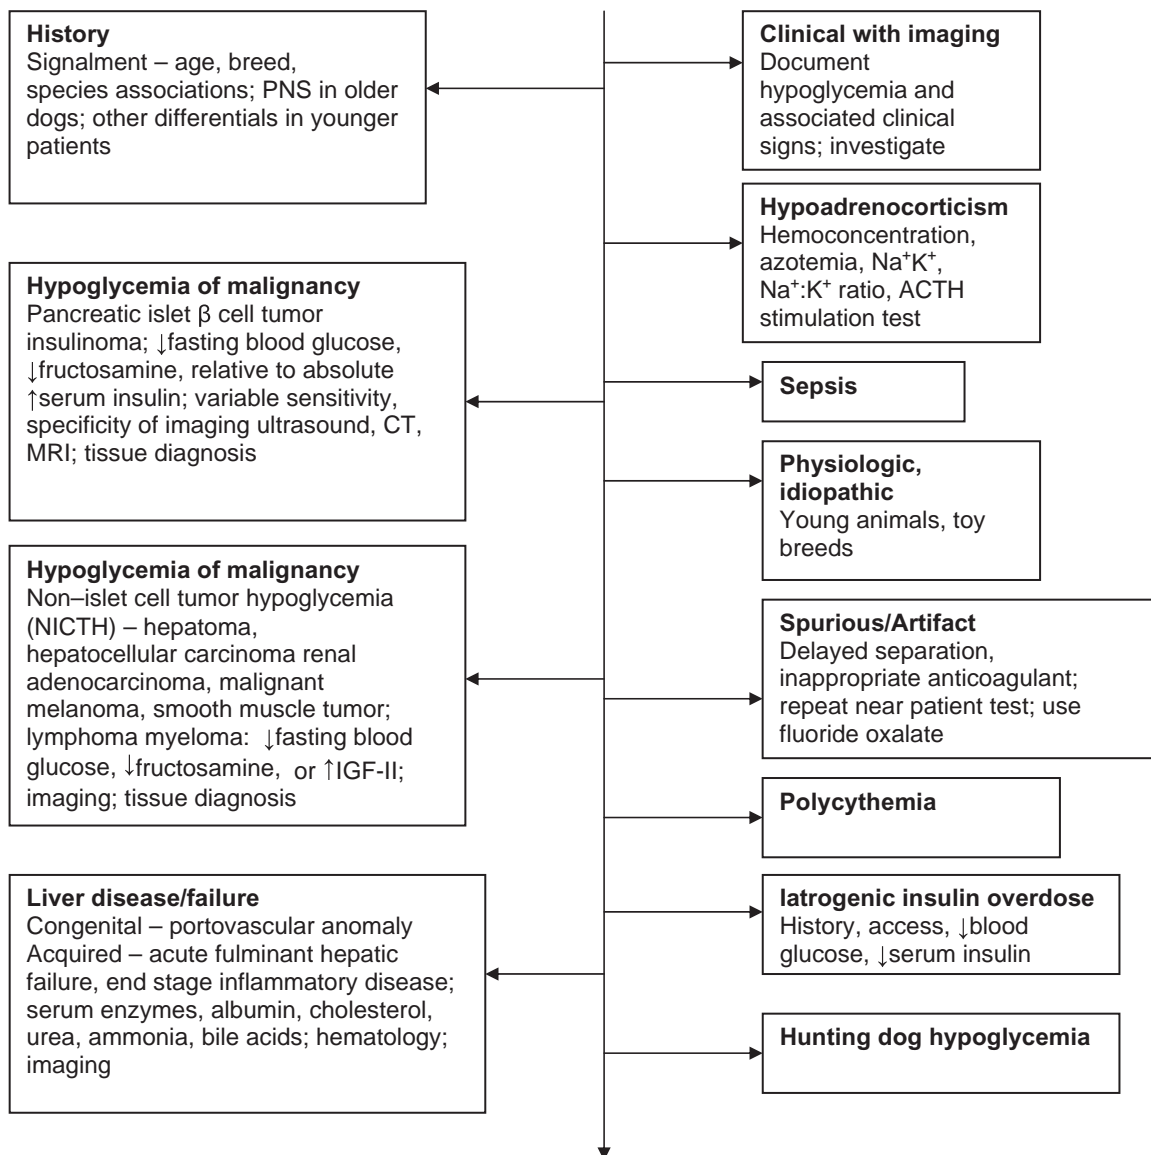 History
Signalment – age, breed,
species associations; PNS in older
dogs; other differentials in younger
patients
Clinical with imaging
Document
hypoglycemia and
associated clinical
signs; investigate
Hypoadrenocorticism
Hemoconcentration,
azotemia, Na⁺K⁺,
Na⁺:K⁺ ratio, ACTH
stimulation test
Hypoglycemia of malignancy
Pancreatic islet β cell tumor
insulinoma; ↓fasting blood glucose,
↓fructosamine, relative to absolute
↑serum insulin; variable sensitivity,
specificity of imaging ultrasound, CT,
MRI; tissue diagnosis
Sepsis
Physiologic,
idiopathic
Young animals, toy
breeds
Hypoglycemia of malignancy
Non–islet cell tumor hypoglycemia
(NICTH) – hepatoma,
hepatocellular carcinoma renal
adenocarcinoma, malignant
melanoma, smooth muscle tumor;
lymphoma myeloma: ↓fasting blood
glucose, ↓fructosamine, or ↑IGF-II;
imaging; tissue diagnosis
Spurious/Artifact
Delayed separation,
inappropriate anticoagulant;
repeat near patient test; use
fluoride oxalate
Polycythemia
Liver disease/failure
Congenital – portovascular anomaly
Acquired – acute fulminant hepatic
failure, end stage inflammatory disease;
serum enzymes, albumin, cholesterol,
urea, ammonia, bile acids; hematology;
imaging
Iatrogenic insulin overdose
History, access, ↓blood
glucose, ↓serum insulin
Hunting dog hypoglycemia